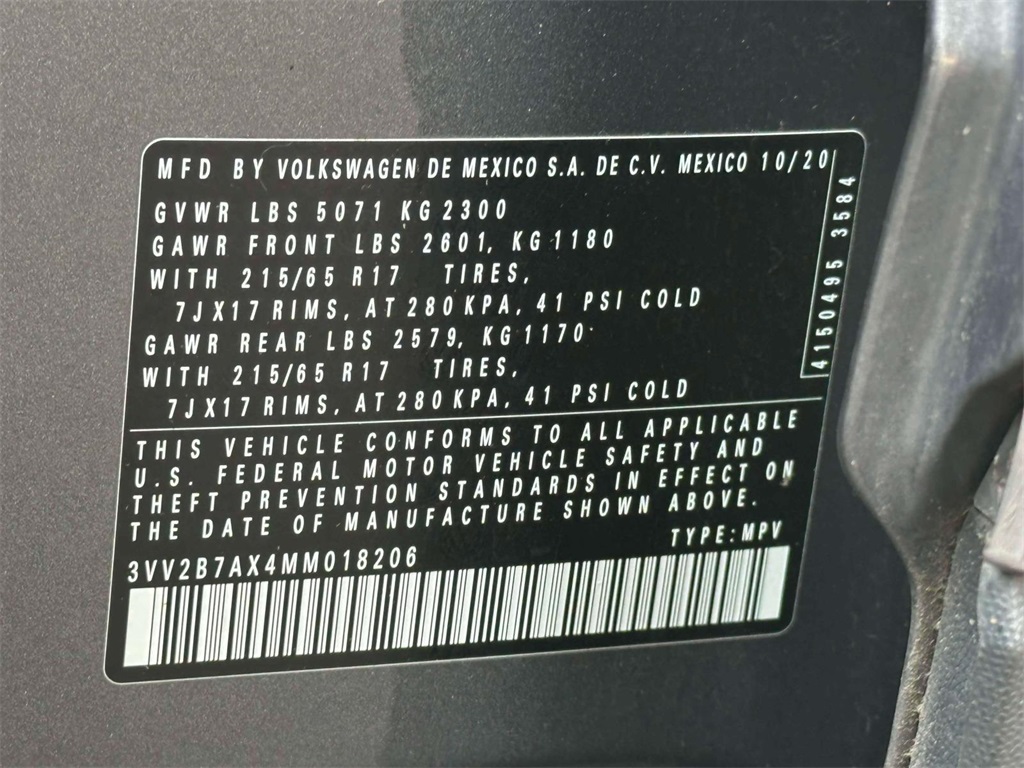 MFD BY VOLKSWAGEN DE MEXICO S.A. DE C.V. MEXICO 10/20
GVWR LBS 5071 KG 2300
GAWR FRONT LBS 2601, KG 1180
WITH 215/65 R17 TIRES,
7JX17 RIMS, AT 280 KPA, 41 PSI COLD
GAWR REAR LBS 2579, KG 1170
WITH 215/65 R17 TIRES,
7JX17 RIMS, AT 280 KPA, 41 PSI COLD
4150495 3584
THIS VEHICLE CONFORMS TO ALL APPLICABLE
U.S. FEDERAL MOTOR VEHICLE SAFETY AND
THEFT PREVENTION STANDARDS IN EFFECT ON
THE DATE OF MANUFACTURE SHOWN ABOVE.
TYPE: MPV
3VV2B7AX4MM018206